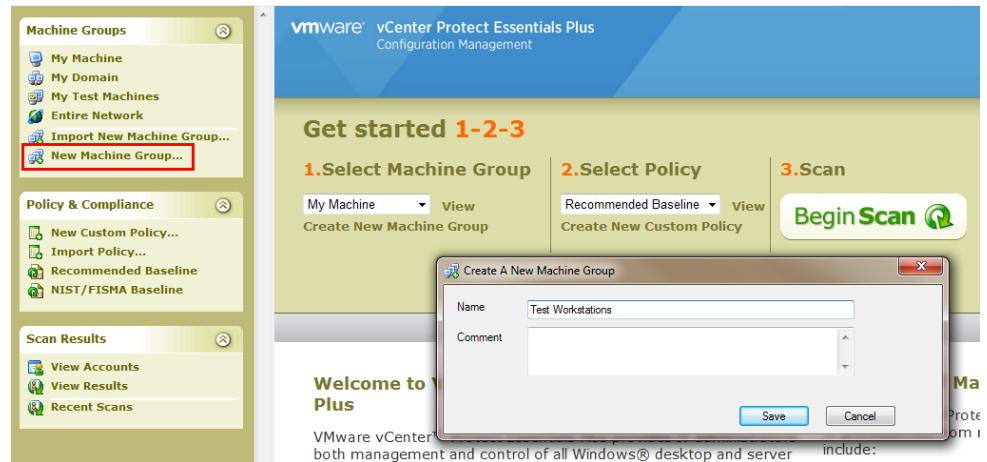 Machine Groups
My Machine
My Domain
My Test Machines
Entire Network
Import New Machine Group...
New Machine Group...
Policy & Compliance
New Custom Policy...
Import Policy...
Recommended Baseline
NIST/FISMA Baseline
Scan Results
View Accounts
View Results
Recent Scans
vmware® vCenter Protect Essentials Plus
Configuration Management
Get started 1-2-3
1.Select Machine Group
My Machine View
Create New Machine Group
2.Select Policy
Recommended Baseline View
Create New Custom Policy
3.Scan
Begin Scan
Create A New Machine Group
Name Test Workstations
Comment
Save Cancel
Welcome to
Plus
VMware vCenter
both management and control of all Windows® desktop and server
include: